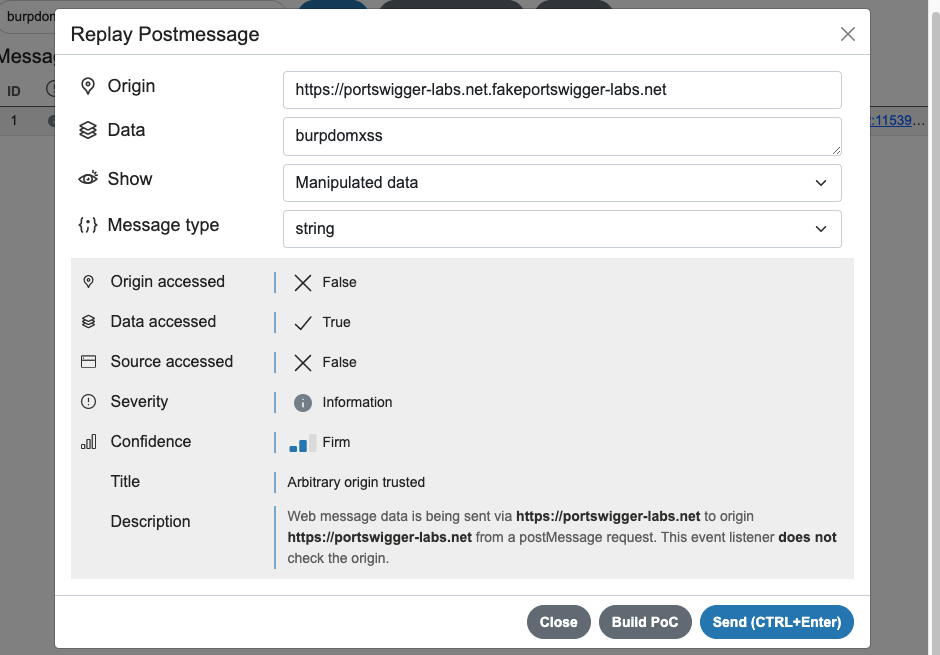 burpdom
Replay Postmessage
Messag
ID
Origin
https://portswigger-labs.net.fakeportswigger-labs.net
1
:11539...
Data
burpdomxss
Show
Manipulated data
Message type
string
Origin accessed
False
Data accessed
True
Source accessed
False
Severity
Information
Confidence
Firm
Title
Arbitrary origin trusted
Description
Web message data is being sent via https://portswigger-labs.net to origin
https://portswigger-labs.net from a postMessage request. This event listener does not
check the origin.
Close
Build PoC
Send (CTRL+Enter)